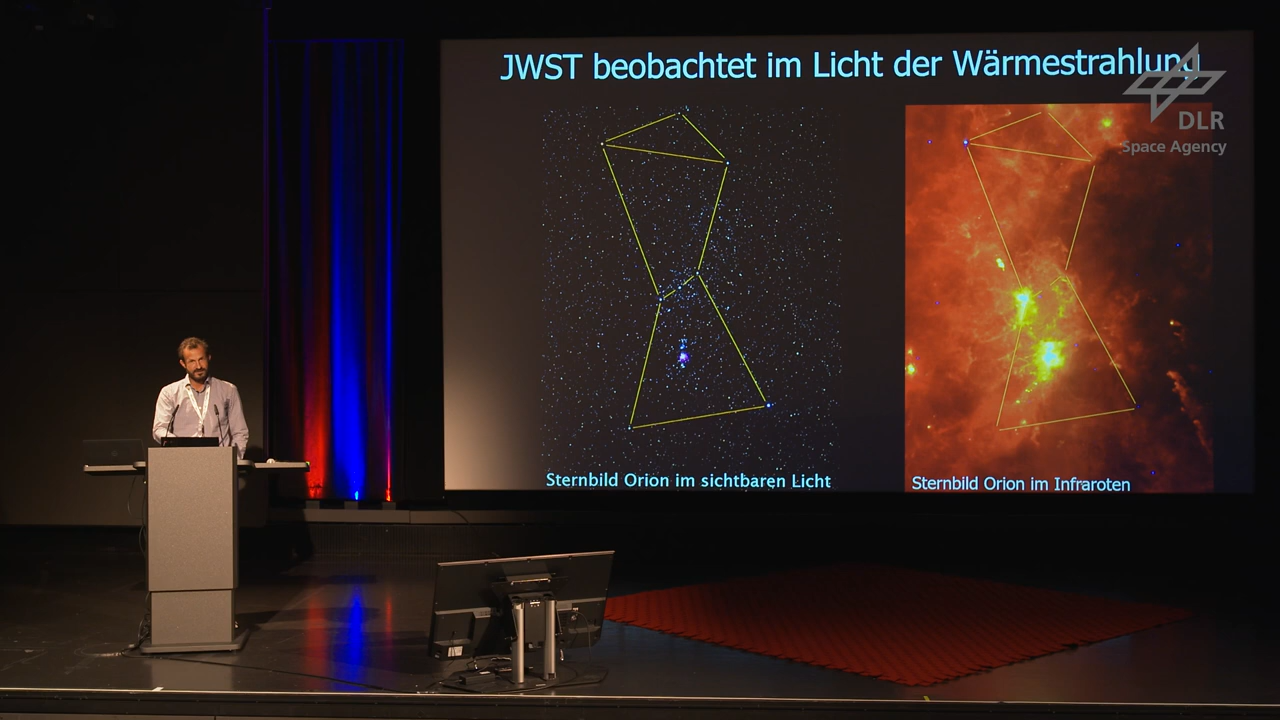 JWST beobachtet im Licht der Wärmestrahlung
DLR
Space Agency
Sternbild Orion im sichtbaren Licht
Sternbild Orion im Infraroten